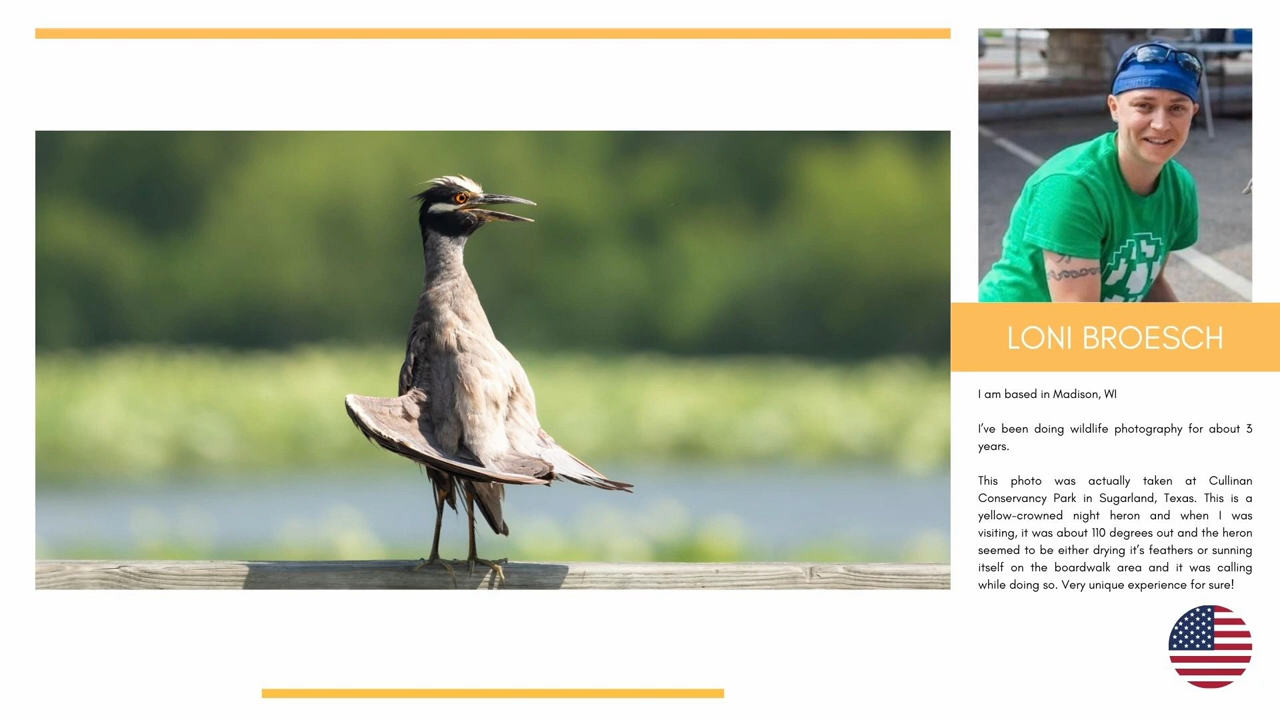 LONI BROESCH
I am based in Madison, WI
I've been doing wildlife photography for about 3
years.
This photo was actually taken at Cullinan
Conservancy Park in Sugarland, Texas. This is a
yellow-crowned night heron and when I was
visiting, it was about 110 degrees out and the heron
seemed to be either drying it's feathers or sunning
itself on the boardwalk area and it was calling
while doing so. Very unique experience for sure!